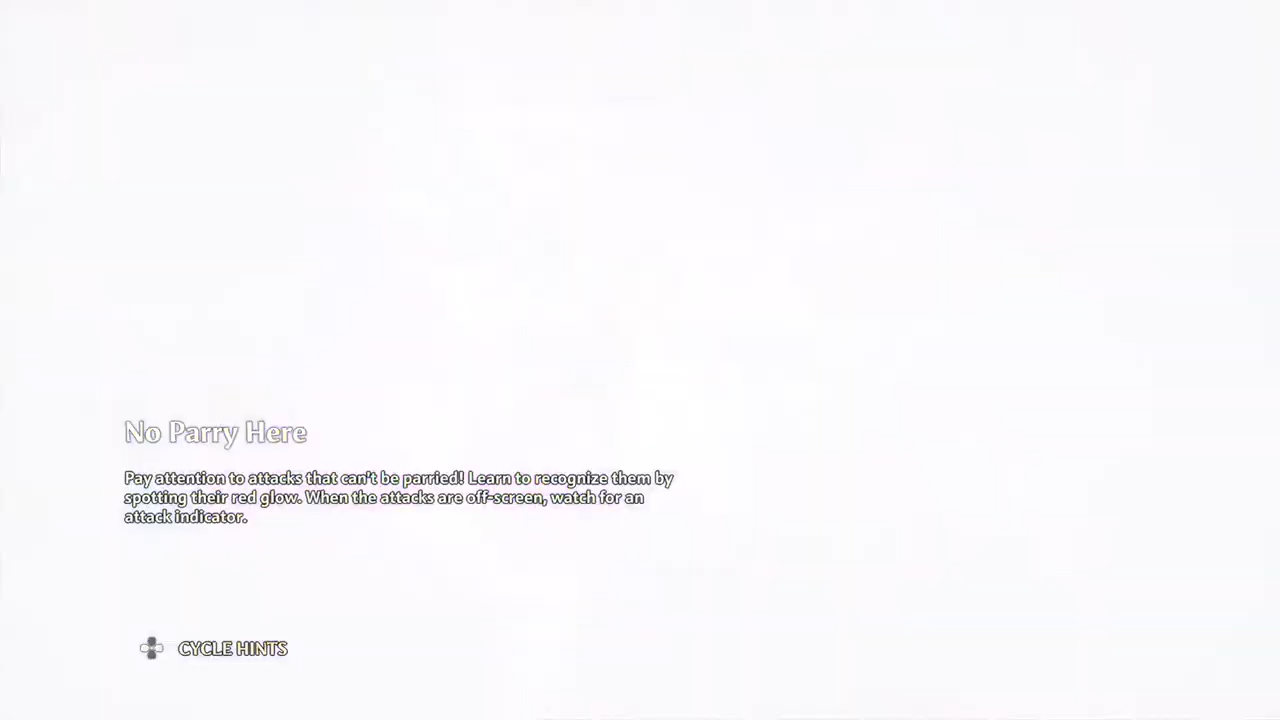 No Parry Here
Pay attention to attacks that can't be parried! Learn to recognize them by
spotting their red glow. When the attacks are off-screen, watch for an
attack indicator.
CYCLE HINTS